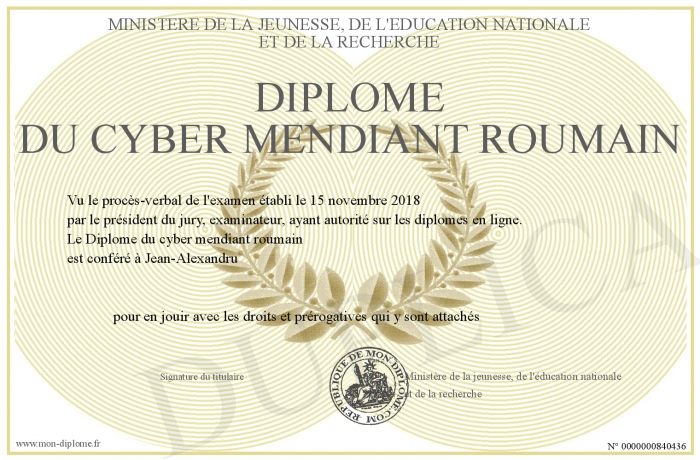 MINISTERE DE LA JEUNESSE, DE L'EDUCATION NATIONALE
ET DE LA RECHERCHE
DIPLOME
DU CYBER MENDIANT ROUMAIN
Vu le procès-verbal de l'examen établi le 15 novembre 2018
par le président du jury, examinateur, ayant autorité sur les diplomes en ligne.
Le Diplome du cyber mendiant roumain
est conféré à Jean-Alexandru
pour en jouir avec les droits et prérogatives qui y sont attachés
Signature du titulaire
Ministère de la jeunesse, de l'éducation nationale
et de la recherche
REPUBLIQUE DE MON-DIPLOME.COM
www.mon-diplome.fr
N° 0000000840436